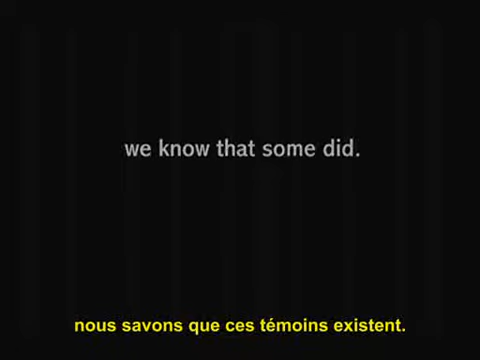 we know that some did.
nous savons que ces témoins existent.